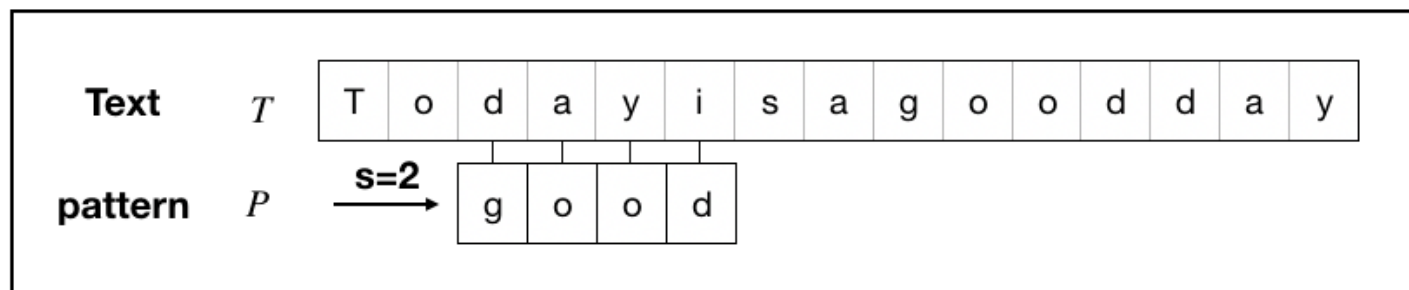 Text T T o d a y i s a g o o d d a y
s=2
pattern P g o o d